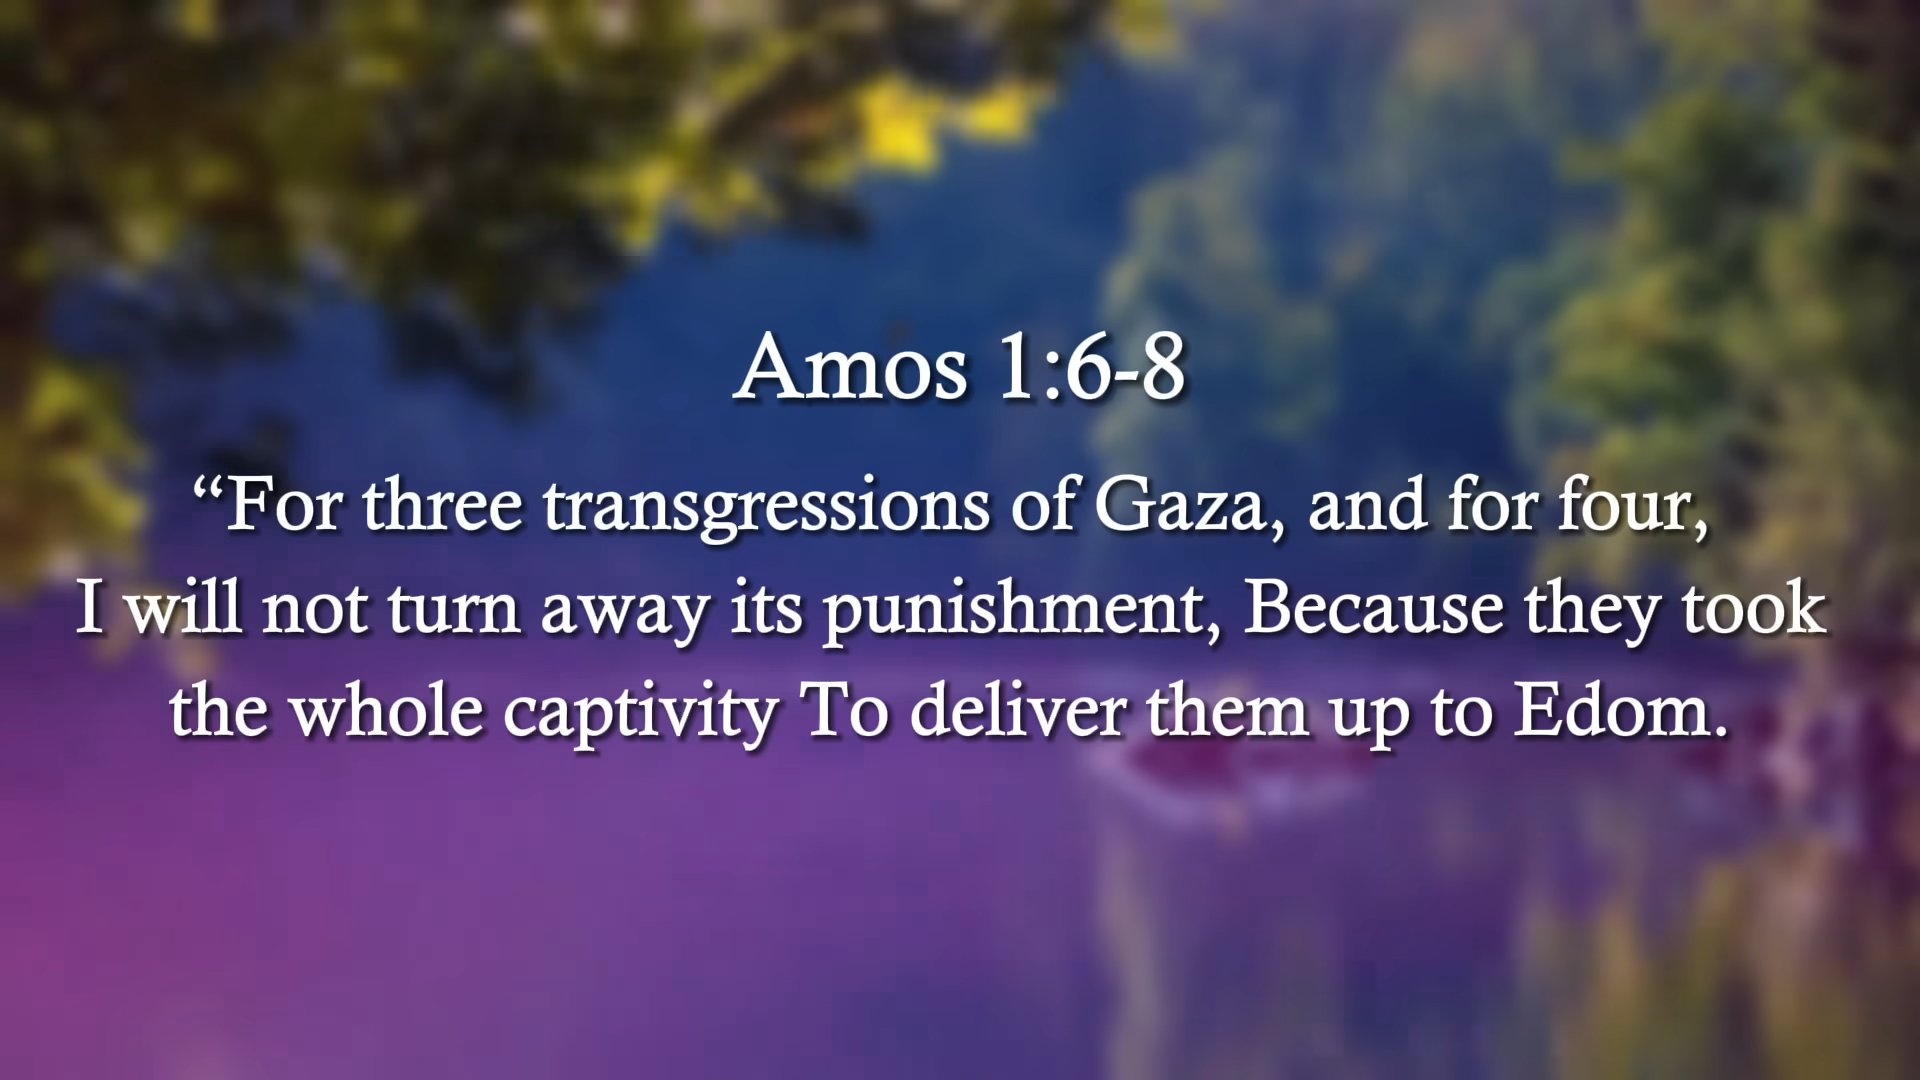 Amos 1:6-8
“For three transgressions of Gaza, and for four,
I will not turn away its punishment, Because they took
the whole captivity To deliver them up to Edom.